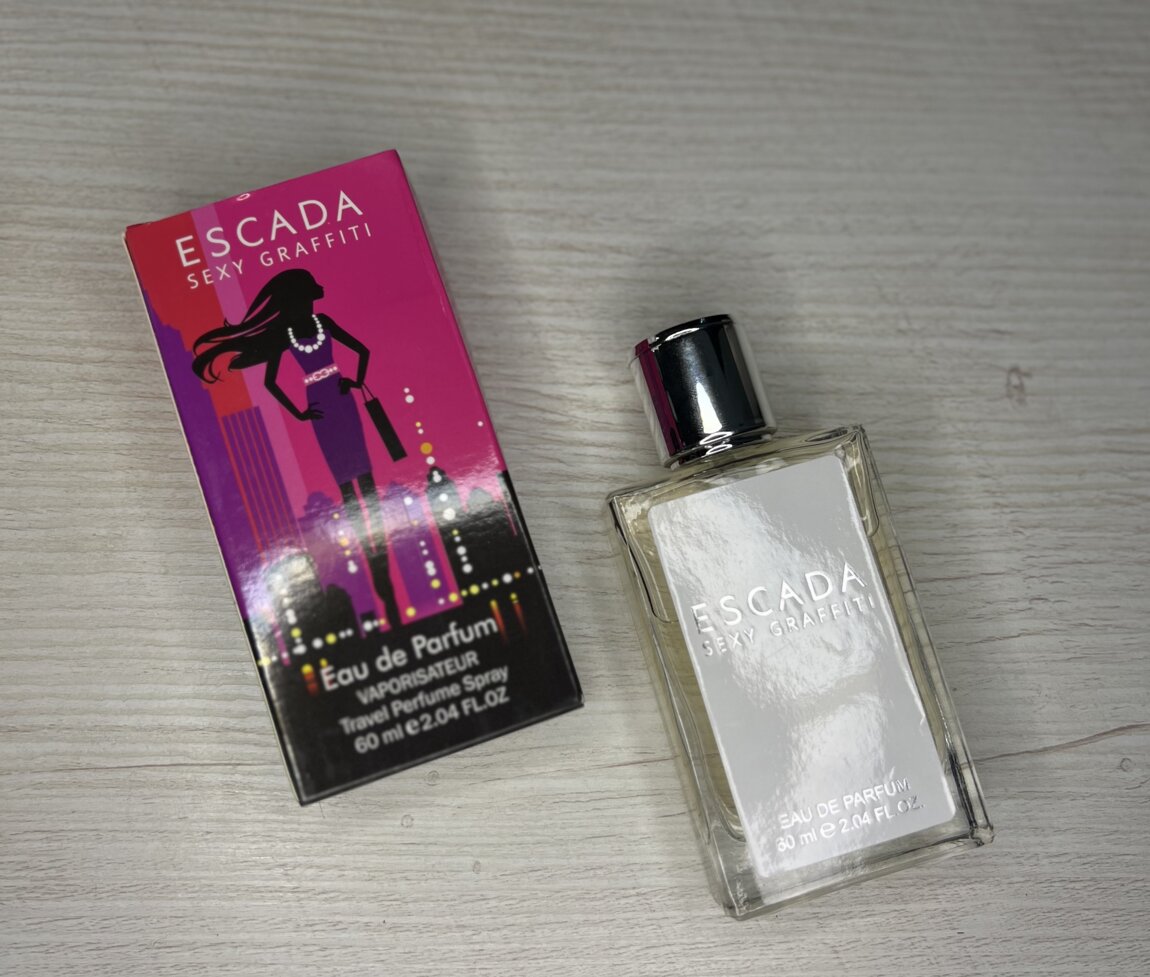 ESCADA
SEXY GRAFFITI
Eau de Parfum
VAPORISATEUR
Travel Perfume Spray
60 ml ℮ 2.04 FL.OZ
ESCADA
SEXY GRAFFITI
EAU DE PARFUM
60 ml ℮ 2.04 FL.OZ.